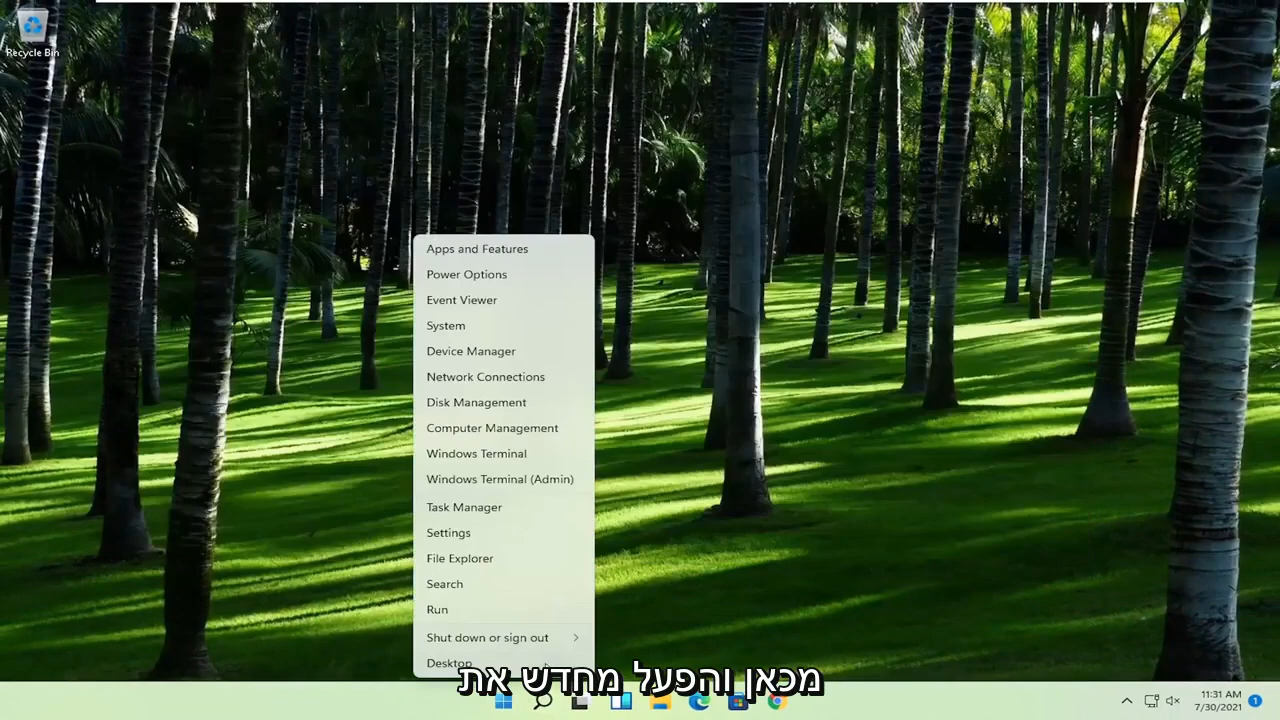 Recycle Bin
Apps and Features
Power Options
Event Viewer
System
Device Manager
Network Connections
Disk Management
Computer Management
Windows Terminal
Windows Terminal (Admin)
Task Manager
Settings
File Explorer
Search
Run
Shut down or sign out
Desktop
מכאן והפעל מחדש את
11:31 AM
7/30/2021
1